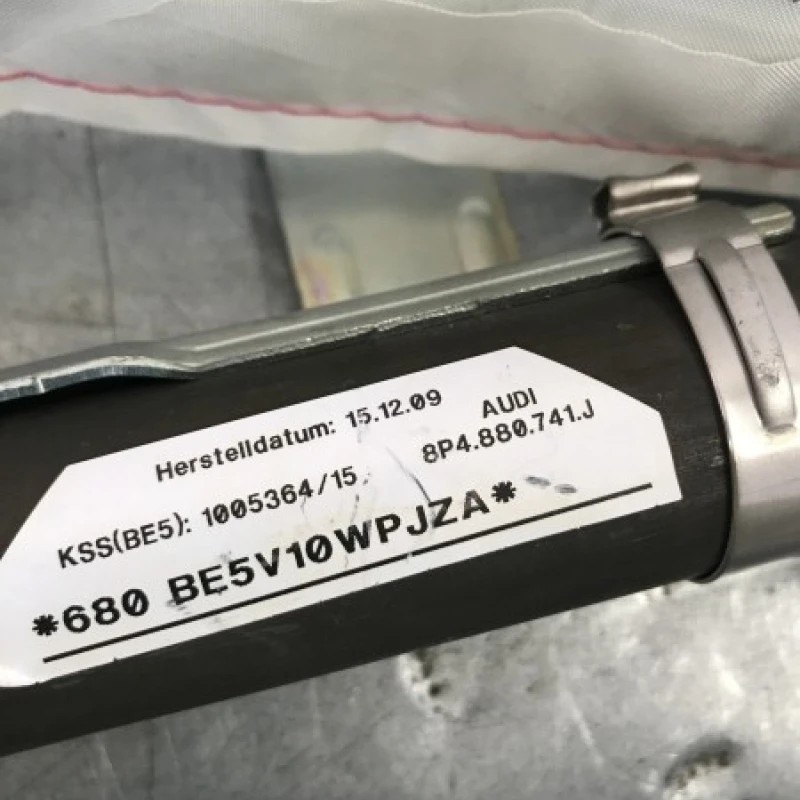 Herstelldatum: 15.12.09
AUDI
KSS(BE5): 1005364/15
8P4.880.741.J
*680 BE5V10WPJZA*